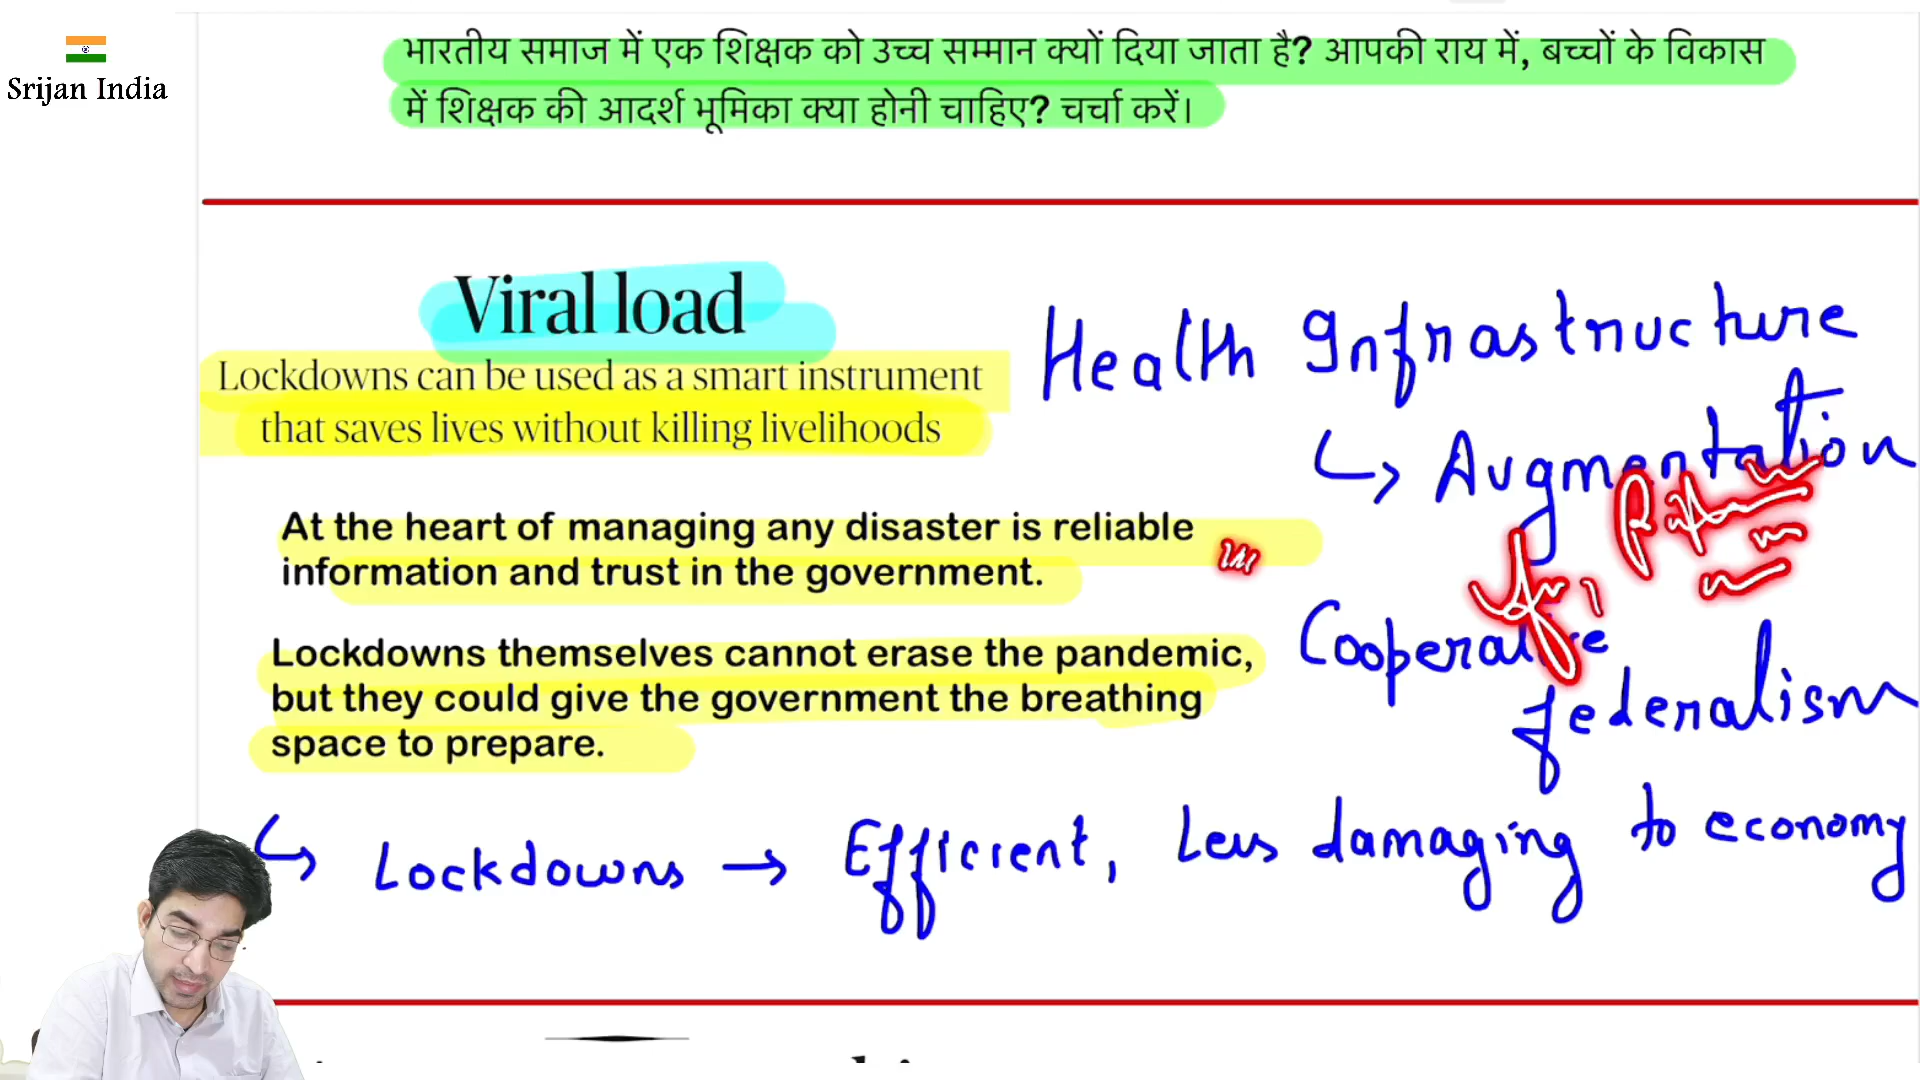 भारतीय समाज में एक शिक्षक को उच्च सम्मान क्यों दिया जाता है? आपकी राय में, बच्चों के विकास
में शिक्षक की आदर्श भूमिका क्या होनी चाहिए? चर्चा करें।
Srijan India
Viral load
Lockdowns can be used as a smart instrument
that saves lives without killing livelihoods
At the heart of managing any disaster is reliable
information and trust in the government.
Lockdowns themselves cannot erase the pandemic,
but they could give the government the breathing
space to prepare.
Health Infrastructure
↳ Augmentation
Cooperative
federalism
↳ Lockdowns → Efficient, Less damaging to economy